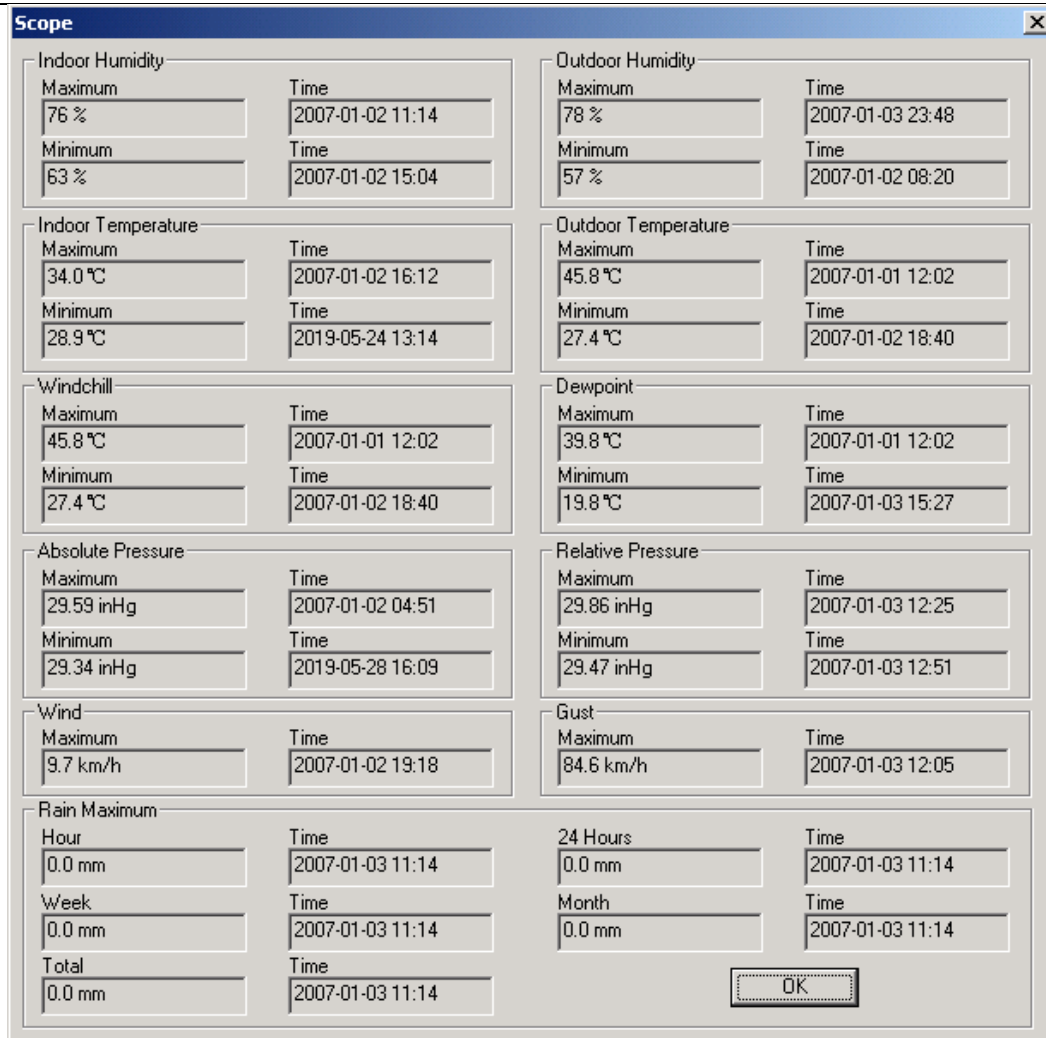 Scope
Indoor Humidity
Maximum Time
76 % 2007-01-02 11:14
Minimum Time
63 % 2007-01-02 15:04
Outdoor Humidity
Maximum Time
78 % 2007-01-03 23:48
Minimum Time
57 % 2007-01-02 08:20
Indoor Temperature
Maximum Time
34.0 ℃ 2007-01-02 16:12
Minimum Time
28.9 ℃ 2019-05-24 13:14
Outdoor Temperature
Maximum Time
45.8 ℃ 2007-01-01 12:02
Minimum Time
27.4 ℃ 2007-01-02 18:40
Windchill
Maximum Time
45.8 ℃ 2007-01-01 12:02
Minimum Time
27.4 ℃ 2007-01-02 18:40
Dewpoint
Maximum Time
39.8 ℃ 2007-01-01 12:02
Minimum Time
19.8 ℃ 2007-01-03 15:27
Absolute Pressure
Maximum Time
29.59 inHg 2007-01-02 04:51
Minimum Time
29.34 inHg 2019-05-28 16:09
Relative Pressure
Maximum Time
29.86 inHg 2007-01-03 12:25
Minimum Time
29.47 inHg 2007-01-03 12:51
Wind
Maximum Time
9.7 km/h 2007-01-02 19:18
Gust
Maximum Time
84.6 km/h 2007-01-03 12:05
Rain Maximum
Hour Time 24 Hours Time
0.0 mm 2007-01-03 11:14 0.0 mm 2007-01-03 11:14
Week Time Month Time
0.0 mm 2007-01-03 11:14 0.0 mm 2007-01-03 11:14
Total Time
0.0 mm 2007-01-03 11:14
OK